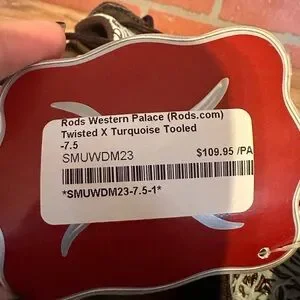 Rods Western Palace (Rods.com)
Twisted X Turquoise Tooled
-7.5
SMUWDM23 $109.95 /PA
*SMUWDM23-7.5-1*